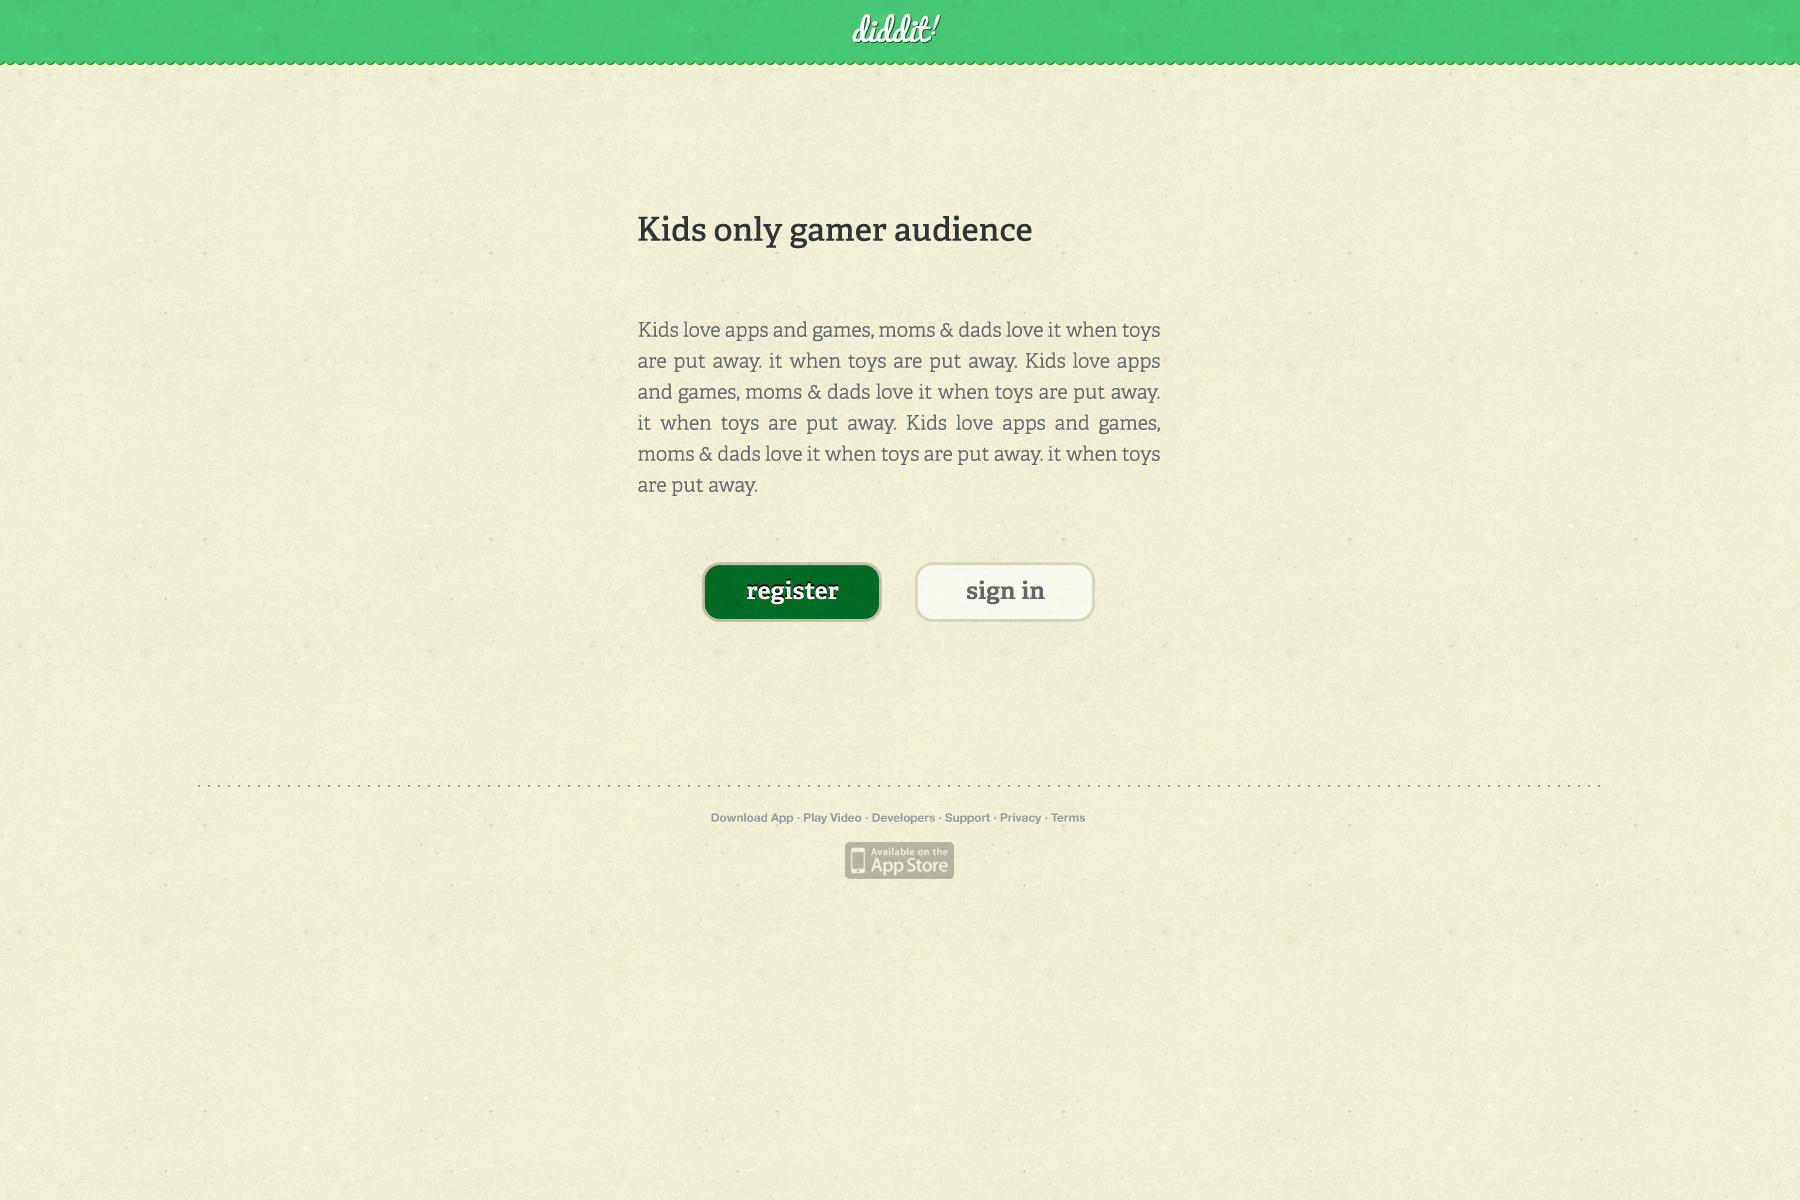 diddit!
Kids only gamer audience
Kids love apps and games, moms & dads love it when toys
are put away. it when toys are put away. Kids love apps
and games, moms & dads love it when toys are put away.
it when toys are put away. Kids love apps and games,
moms & dads love it when toys are put away. it when toys
are put away.
register
sign in
Download App · Play Video · Developers · Support · Privacy · Terms
Available on the
App Store